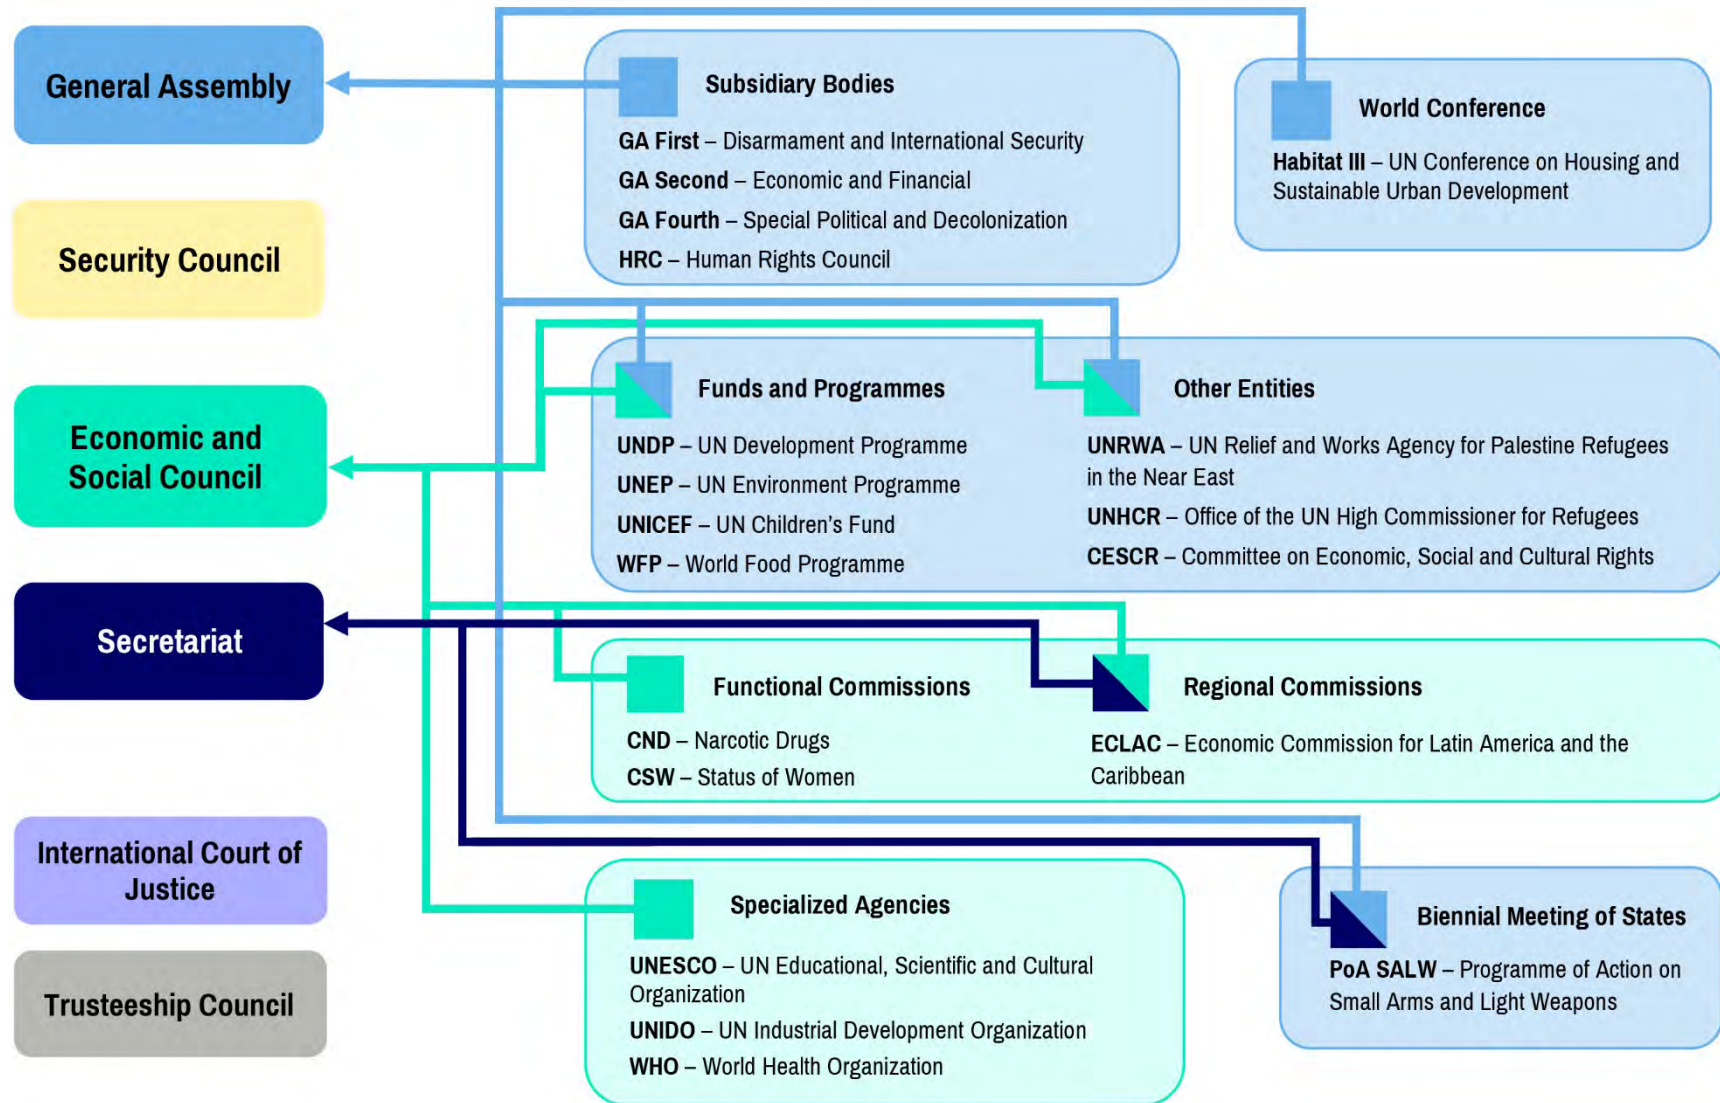 General Assembly
Security Council
Economic and
Social Council
Secretariat
International Court of
Justice
Trusteeship Council
Subsidiary Bodies
GA First – Disarmament and International Security
GA Second – Economic and Financial
GA Fourth – Special Political and Decolonization
HRC – Human Rights Council
World Conference
Habitat III – UN Conference on Housing and
Sustainable Urban Development
Funds and Programmes
UNDP – UN Development Programme
UNEP – UN Environment Programme
UNICEF – UN Children’s Fund
WFP – World Food Programme
Other Entities
UNRWA – UN Relief and Works Agency for Palestine Refugees
in the Near East
UNHCR – Office of the UN High Commissioner for Refugees
CESCR – Committee on Economic, Social and Cultural Rights
Functional Commissions
CND – Narcotic Drugs
CSW – Status of Women
Regional Commissions
ECLAC – Economic Commission for Latin America and the
Caribbean
Specialized Agencies
UNESCO – UN Educational, Scientific and Cultural
Organization
UNIDO – UN Industrial Development Organization
WHO – World Health Organization
Biennial Meeting of States
PoA SALW – Programme of Action on
Small Arms and Light Weapons